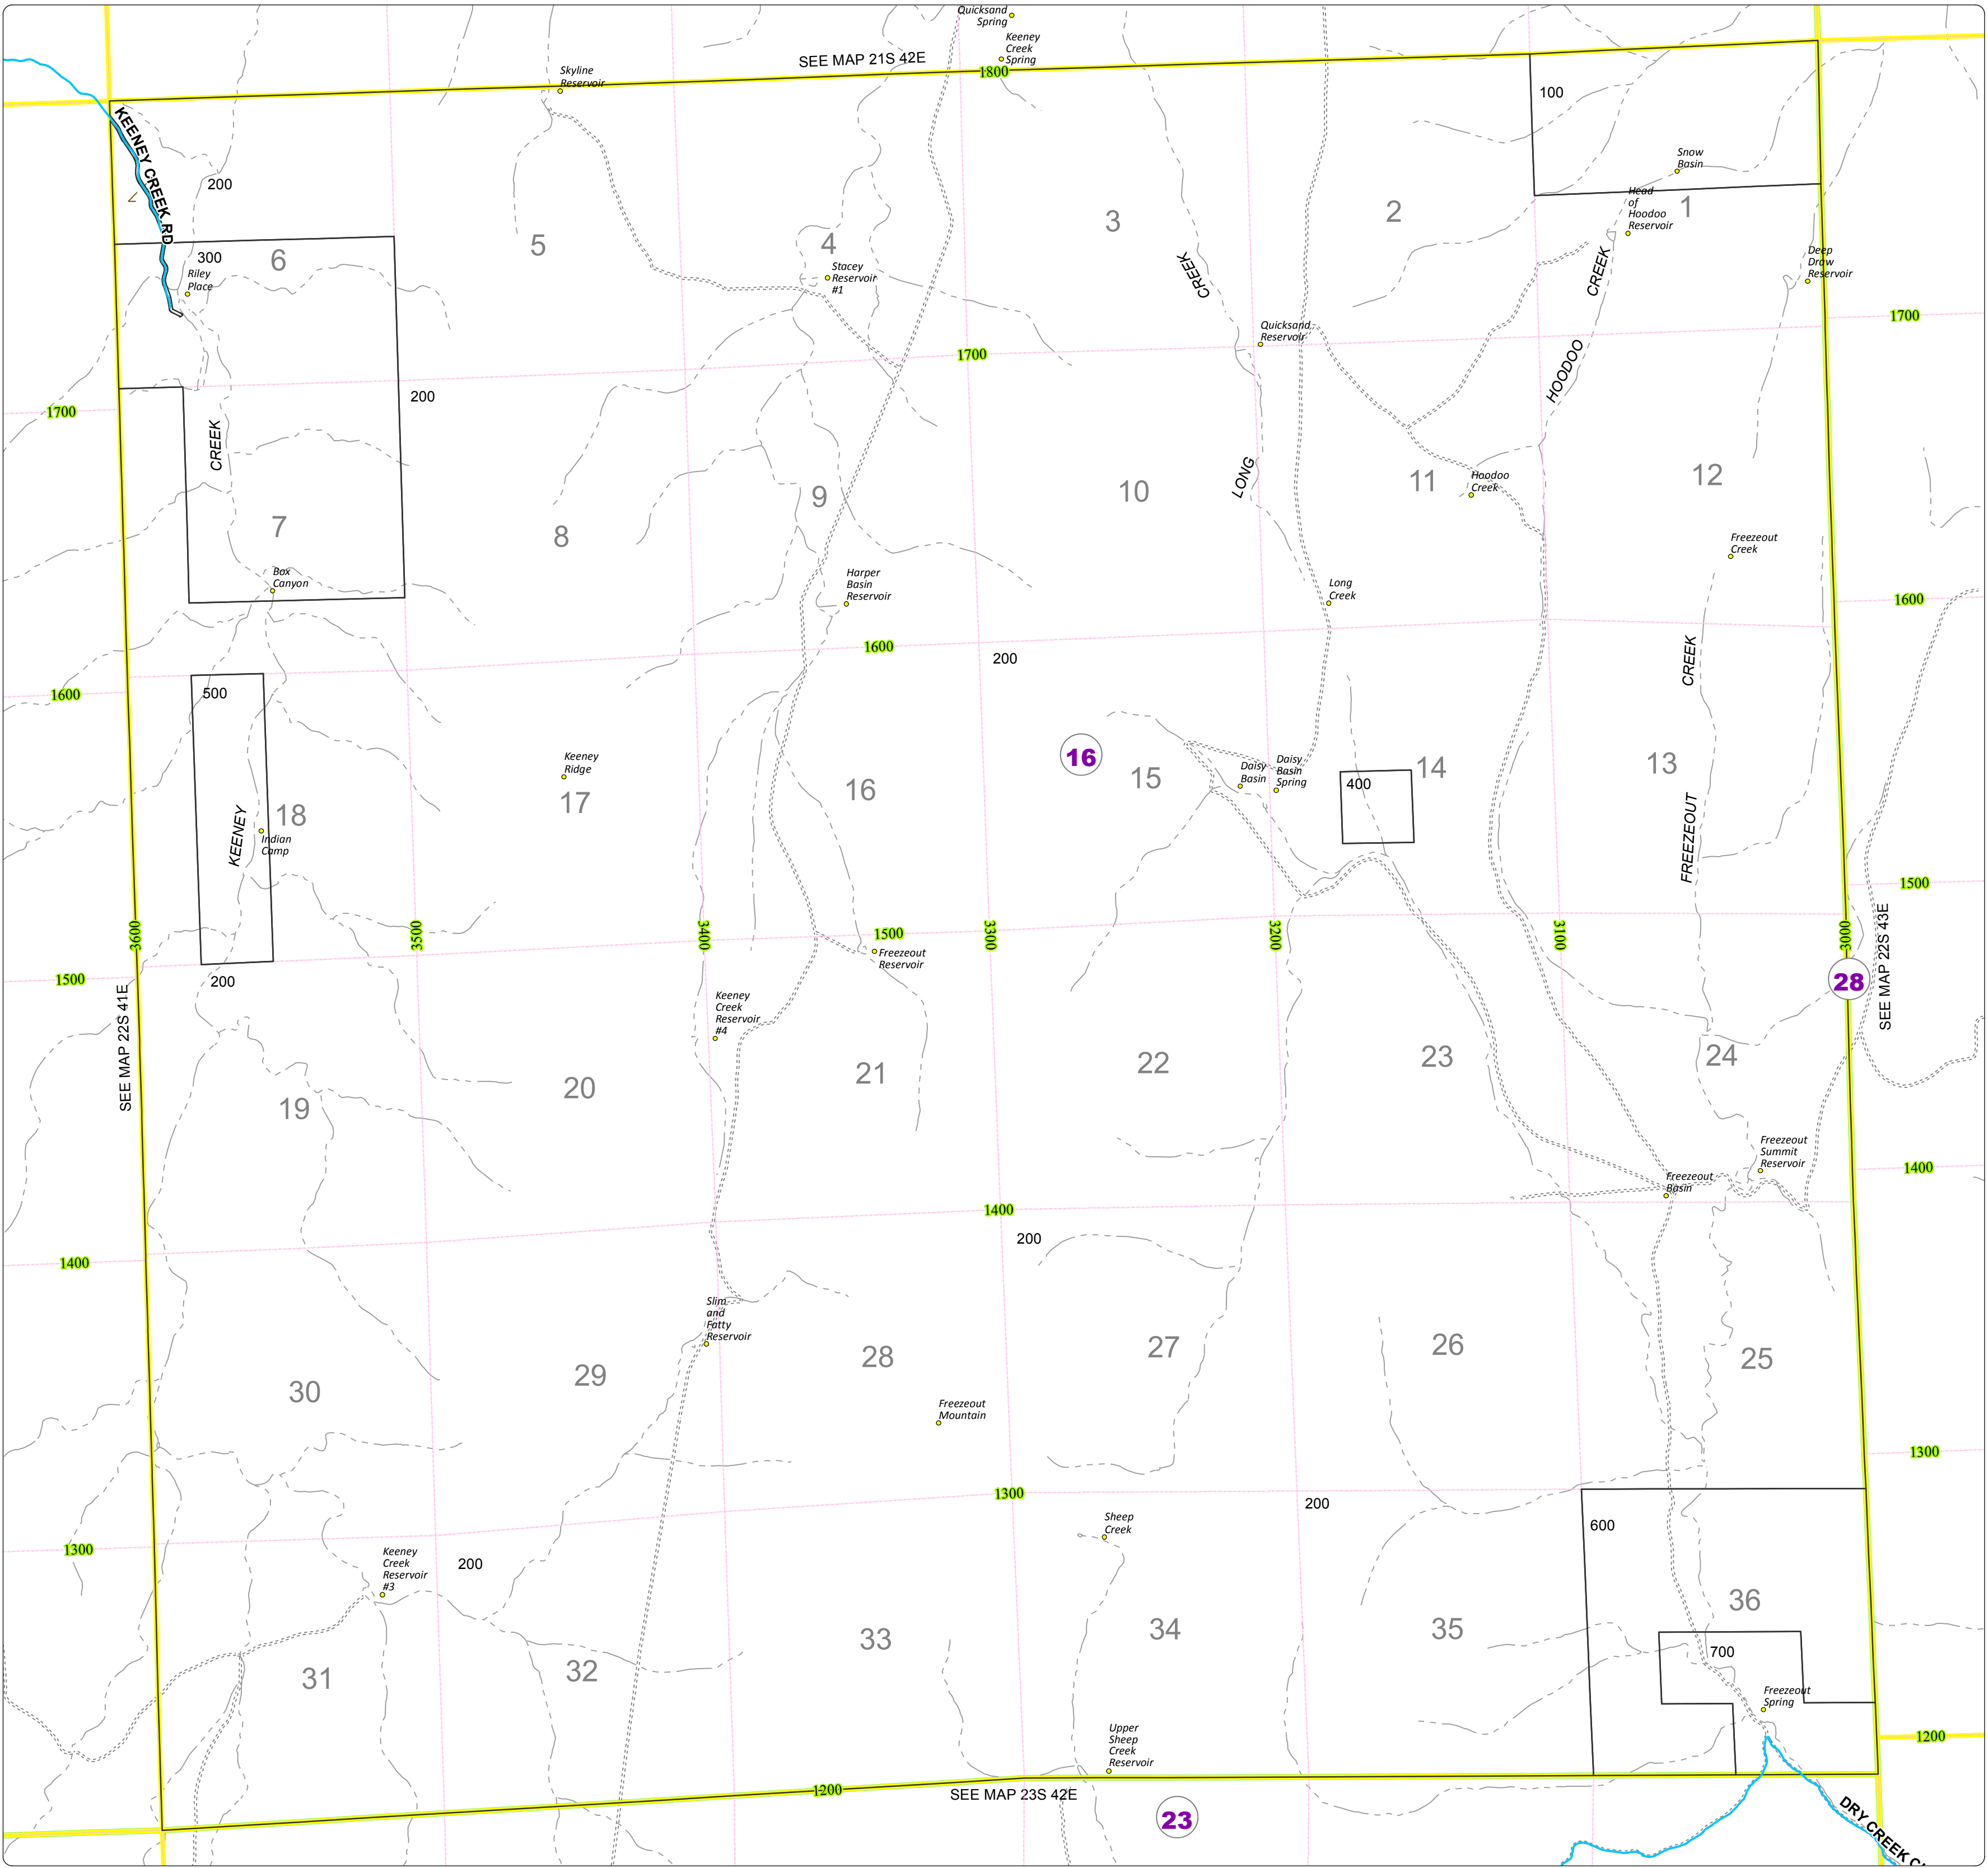 Quicksand
Spring
Keeney
Creek
Spring
SEE MAP 21S 42E
1800
Skyline
Reservoir
100
KEENEY CREEK RD
200
Snow
Basin
Head
of
Hoodoo
Reservoir
1
2
3
4
5
6
300
Riley
Place
Stacey
Reservoir
#1
CREEK
CREEK
Deep
Draw
Reservoir
1700
Quicksand
Reservoir
1700
HOODOO
200
1700
CREEK
LONG
Hoodoo
Creek
12
11
10
9
8
7
Freezeout
Creek
Box
Canyon
Harper
Basin
Reservoir
Long
Creek
1600
1600
200
CREEK
1600
500
Keeney
Ridge
16
Daisy
Basin
Daisy
Basin
Spring
400
14
13
15
16
17
18
KEENEY
Indian
Camp
FREEZEOUT
1500
3600
3500
3400
1500
3300
3200
3100
3000
SEE MAP 22S 43E
Freezeout
Reservoir
1500
200
28
SEE MAP 22S 41E
Keeney
Creek
Reservoir
#4
19
20
21
22
23
24
Freezeout
Summit
Reservoir
1400
Freezeout
Basin
1400
200
1400
Slim
and
Fatty
Reservoir
30
29
28
27
26
25
Freezeout
Mountain
1300
1300
200
600
Sheep
Creek
1300
Keeney
Creek
Reservoir
#3
200
31
32
33
34
35
36
700
Freezeout
Spring
Upper
Sheep
Creek
Reservoir
1200
1200
SEE MAP 23S 42E
23
DRY CREEK